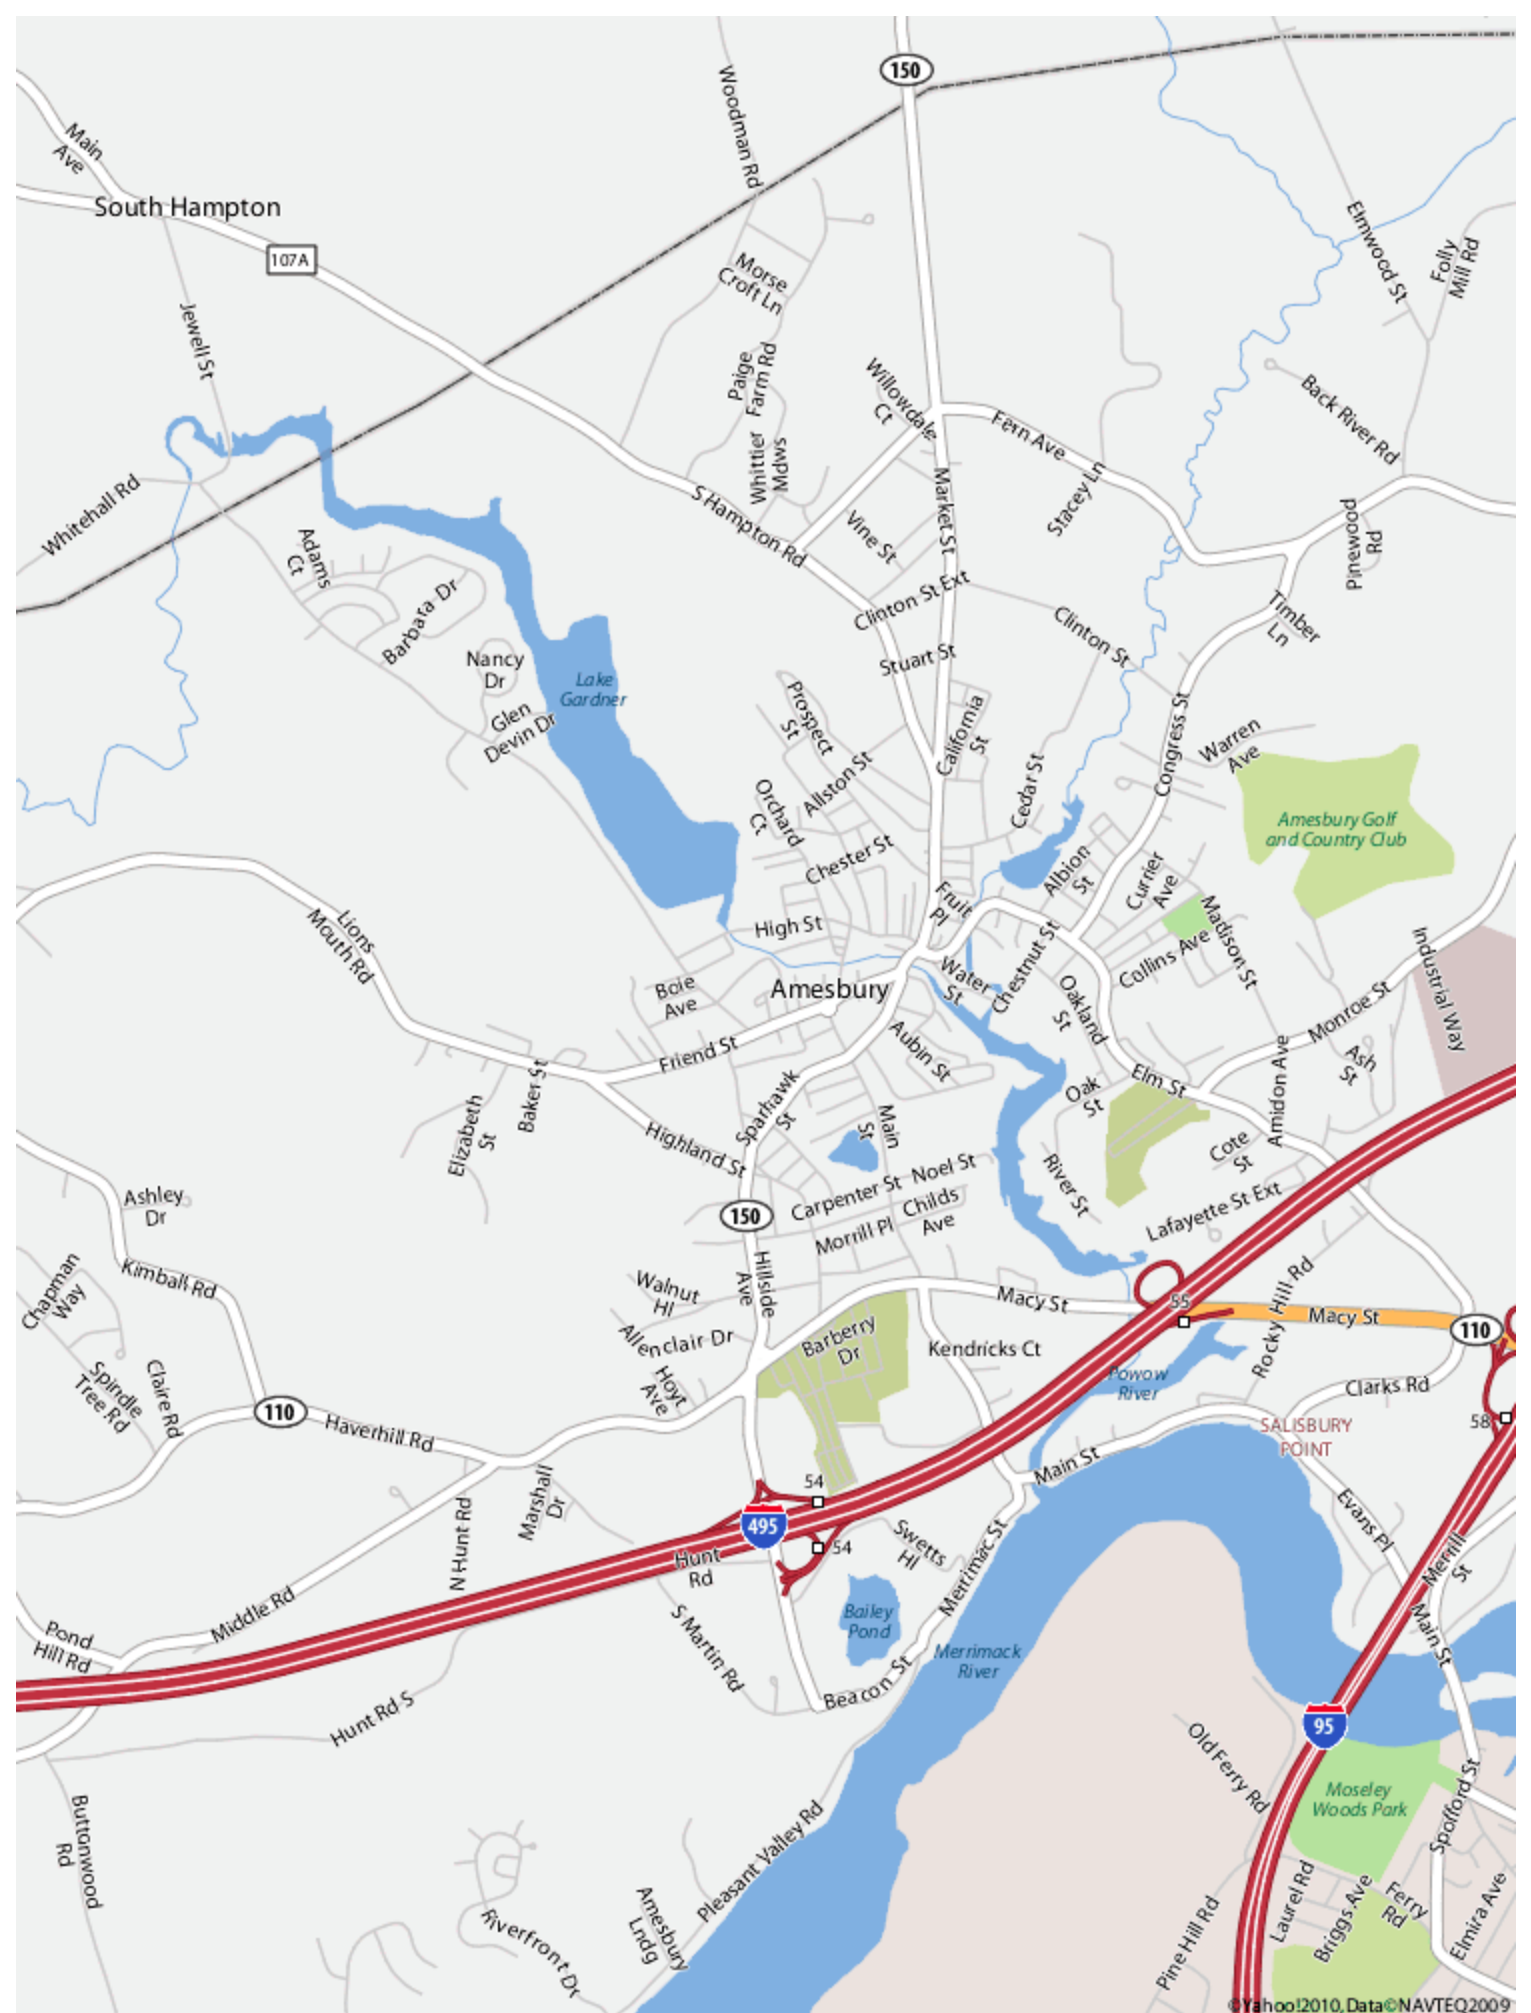 150
Woodman Rd
Main
Ave
South Hampton
107A
Elmwood St
Folly
Mill Rd
Morse
Croft Ln
Jewell St
Paige
Farm Rd
Willowdale
Ct
Back River Rd
Fern Ave
Whittier
Mdws
Market St
Stacey Ln
Whitehall Rd
S Hampton Rd
Vine St
Pinewood
Rd
Adams
Ct
Barbara Dr
Clinton St Ext
Clinton St
Timber
Ln
Nancy
Dr
Stuart St
Lake
Gardner
Glen
Devin Dr
Prospect
St
California
St
Congress St
Warren
Ave
Cedar St
Allston St
Orchard
Ct
Amesbury Golf
and Country Club
Chester St
Albion
St
Currier
Ave
Fruit
Pl
Madison St
Lions
Mouth Rd
High St
Chestnut St
Collins Ave
Industrial Way
Water
St
Boie
Ave
Amesbury
Oakland
St
Monroe St
Aubin St
Friend St
Ash
St
Baker St
Elm St
Amidon Ave
Oak
St
Sparhawk
St
Main
St
Elizabeth
St
Highland St
Cote
St
Noel St
River St
Carpenter St
Ashley
Dr
Childs
Ave
Lafayette St Ext
150
Morrill Pl
Kimball Rd
Chapman
Way
Walnut
Hl
Hillside
Ave
Macy St
55
Rocky Hill Rd
Macy St
110
Allenclair Dr
Barberry
Dr
Kendricks Ct
Spindle
Tree Rd
Claire Rd
Hoyt
Ave
Powow
River
Clarks Rd
110
Haverhill Rd
SALISBURY
POINT
58
Main St
54
Marshall
Dr
N Hunt Rd
495
54
Evans Pl
Swetts
Hl
Hunt
Rd
Merrill
St
Merrimac St
Middle Rd
Bailey
Pond
Pond
Hill Rd
S Martin Rd
Main St
Merrimack
River
Beacon St
Hunt Rd S
95
Old Ferry Rd
Moseley
Woods Park
Spofford St
Buttonwood
Rd
Pleasant Valley Rd
Laurel Rd
Briggs Ave
Ferry
Rd
Elmira Ave
Amesbury
Lndg
Riverfront Dr
Pine Hill Rd
©Yahoo!2010, Data©NAVTEQ2009